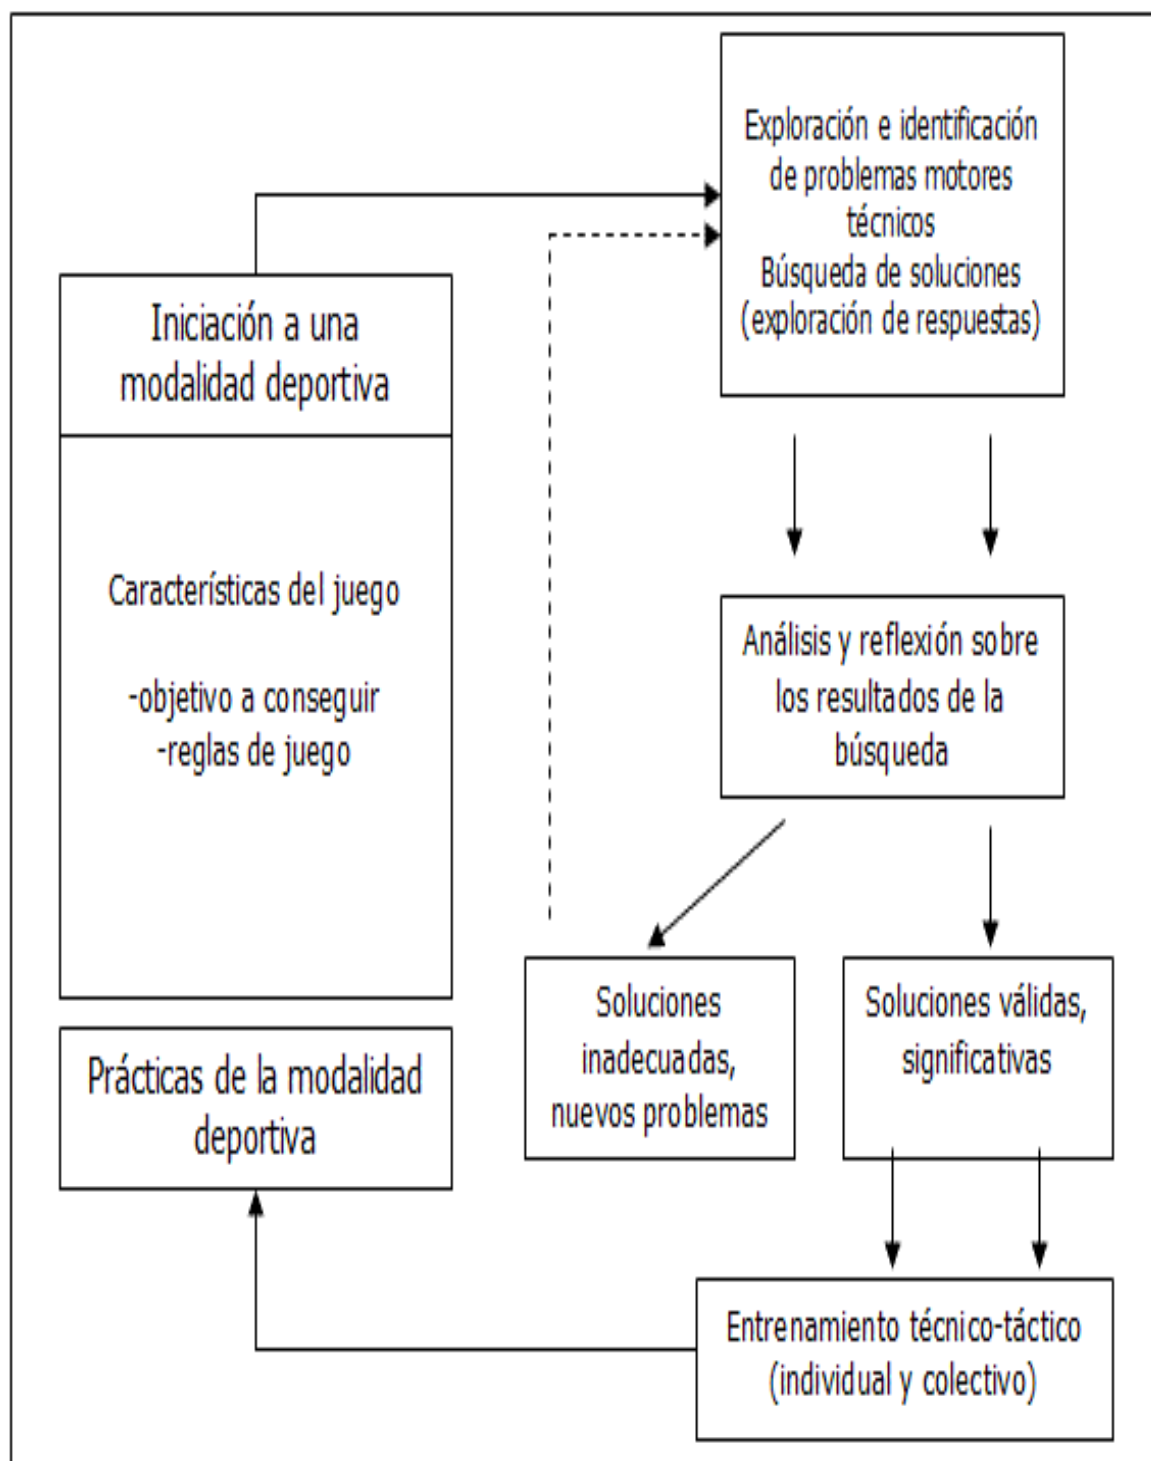 Exploración e identificación
de problemas motores
técnicos
Búsqueda de soluciones
(exploración de respuestas)
Iniciación a una
modalidad deportiva
Características del juego
-objetivo a conseguir
-reglas de juego
Análisis y reflexión sobre
los resultados de la
búsqueda
Soluciones
inadecuadas,
nuevos problemas
Soluciones válidas,
significativas
Prácticas de la modalidad
deportiva
Entrenamiento técnico-táctico
(individual y colectivo)